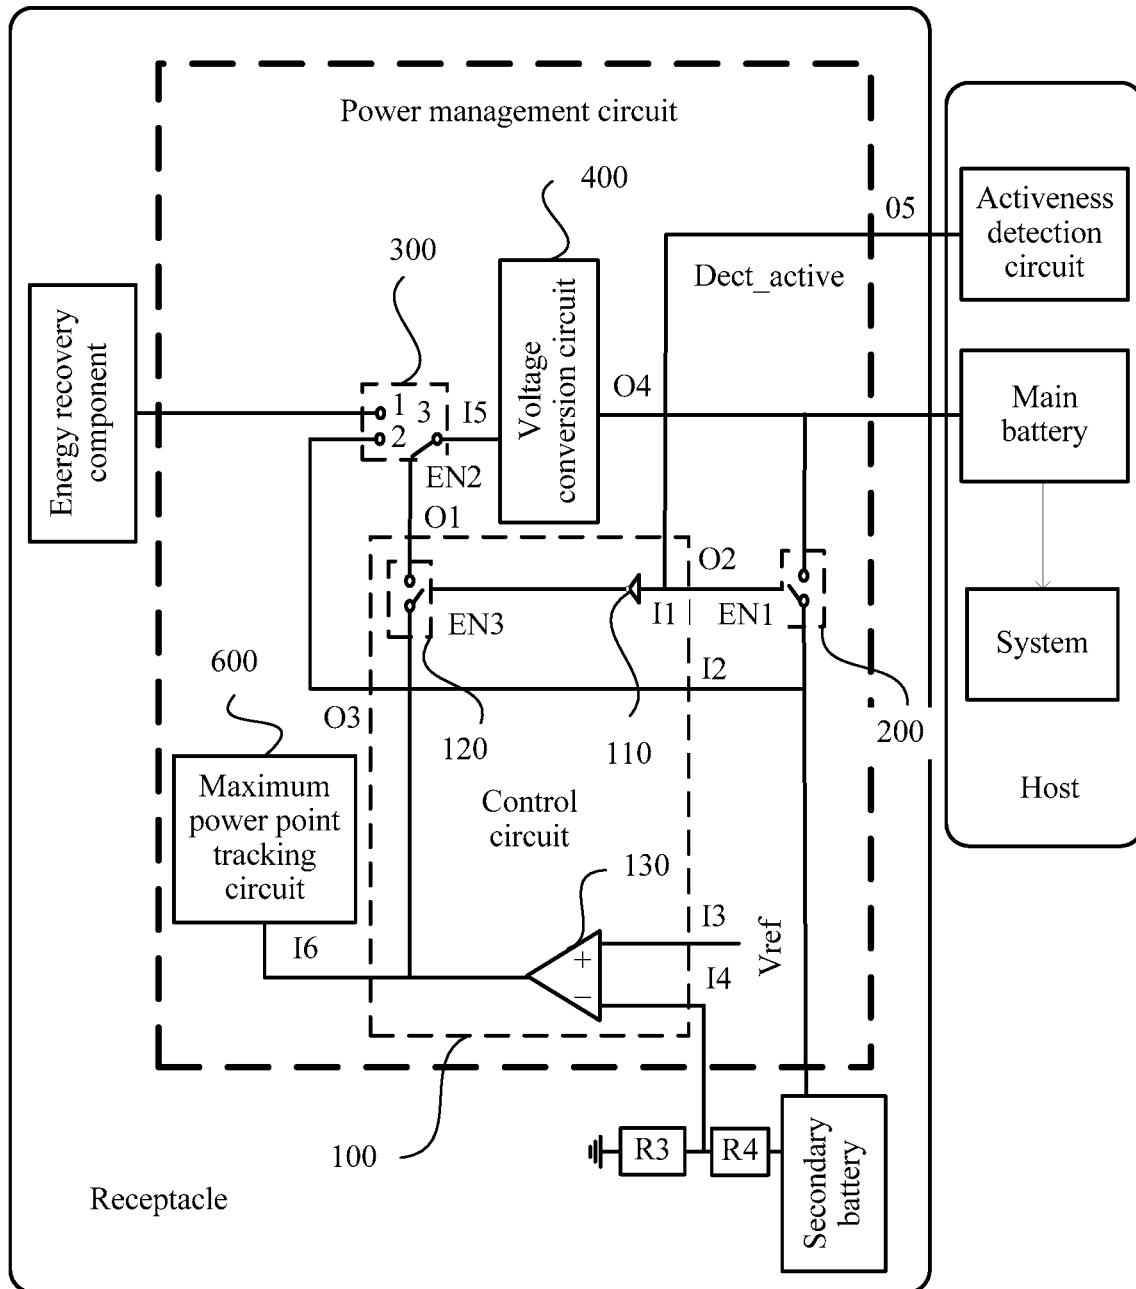 Power management circuit
400
05
Activeness
detection
circuit
300
Dect_active
Energy recovery
component
Voltage
conversion circuit
1
3
2
I5
O4
Main
battery
EN2
O1
O2
I1
EN3
EN1
System
600
I2
O3
120
110
200
Maximum
power point
tracking
circuit
Control
circuit
Host
130
I3
Vref
I6
+
I4
−
100
R3
R4
Secondary
battery
Receptacle